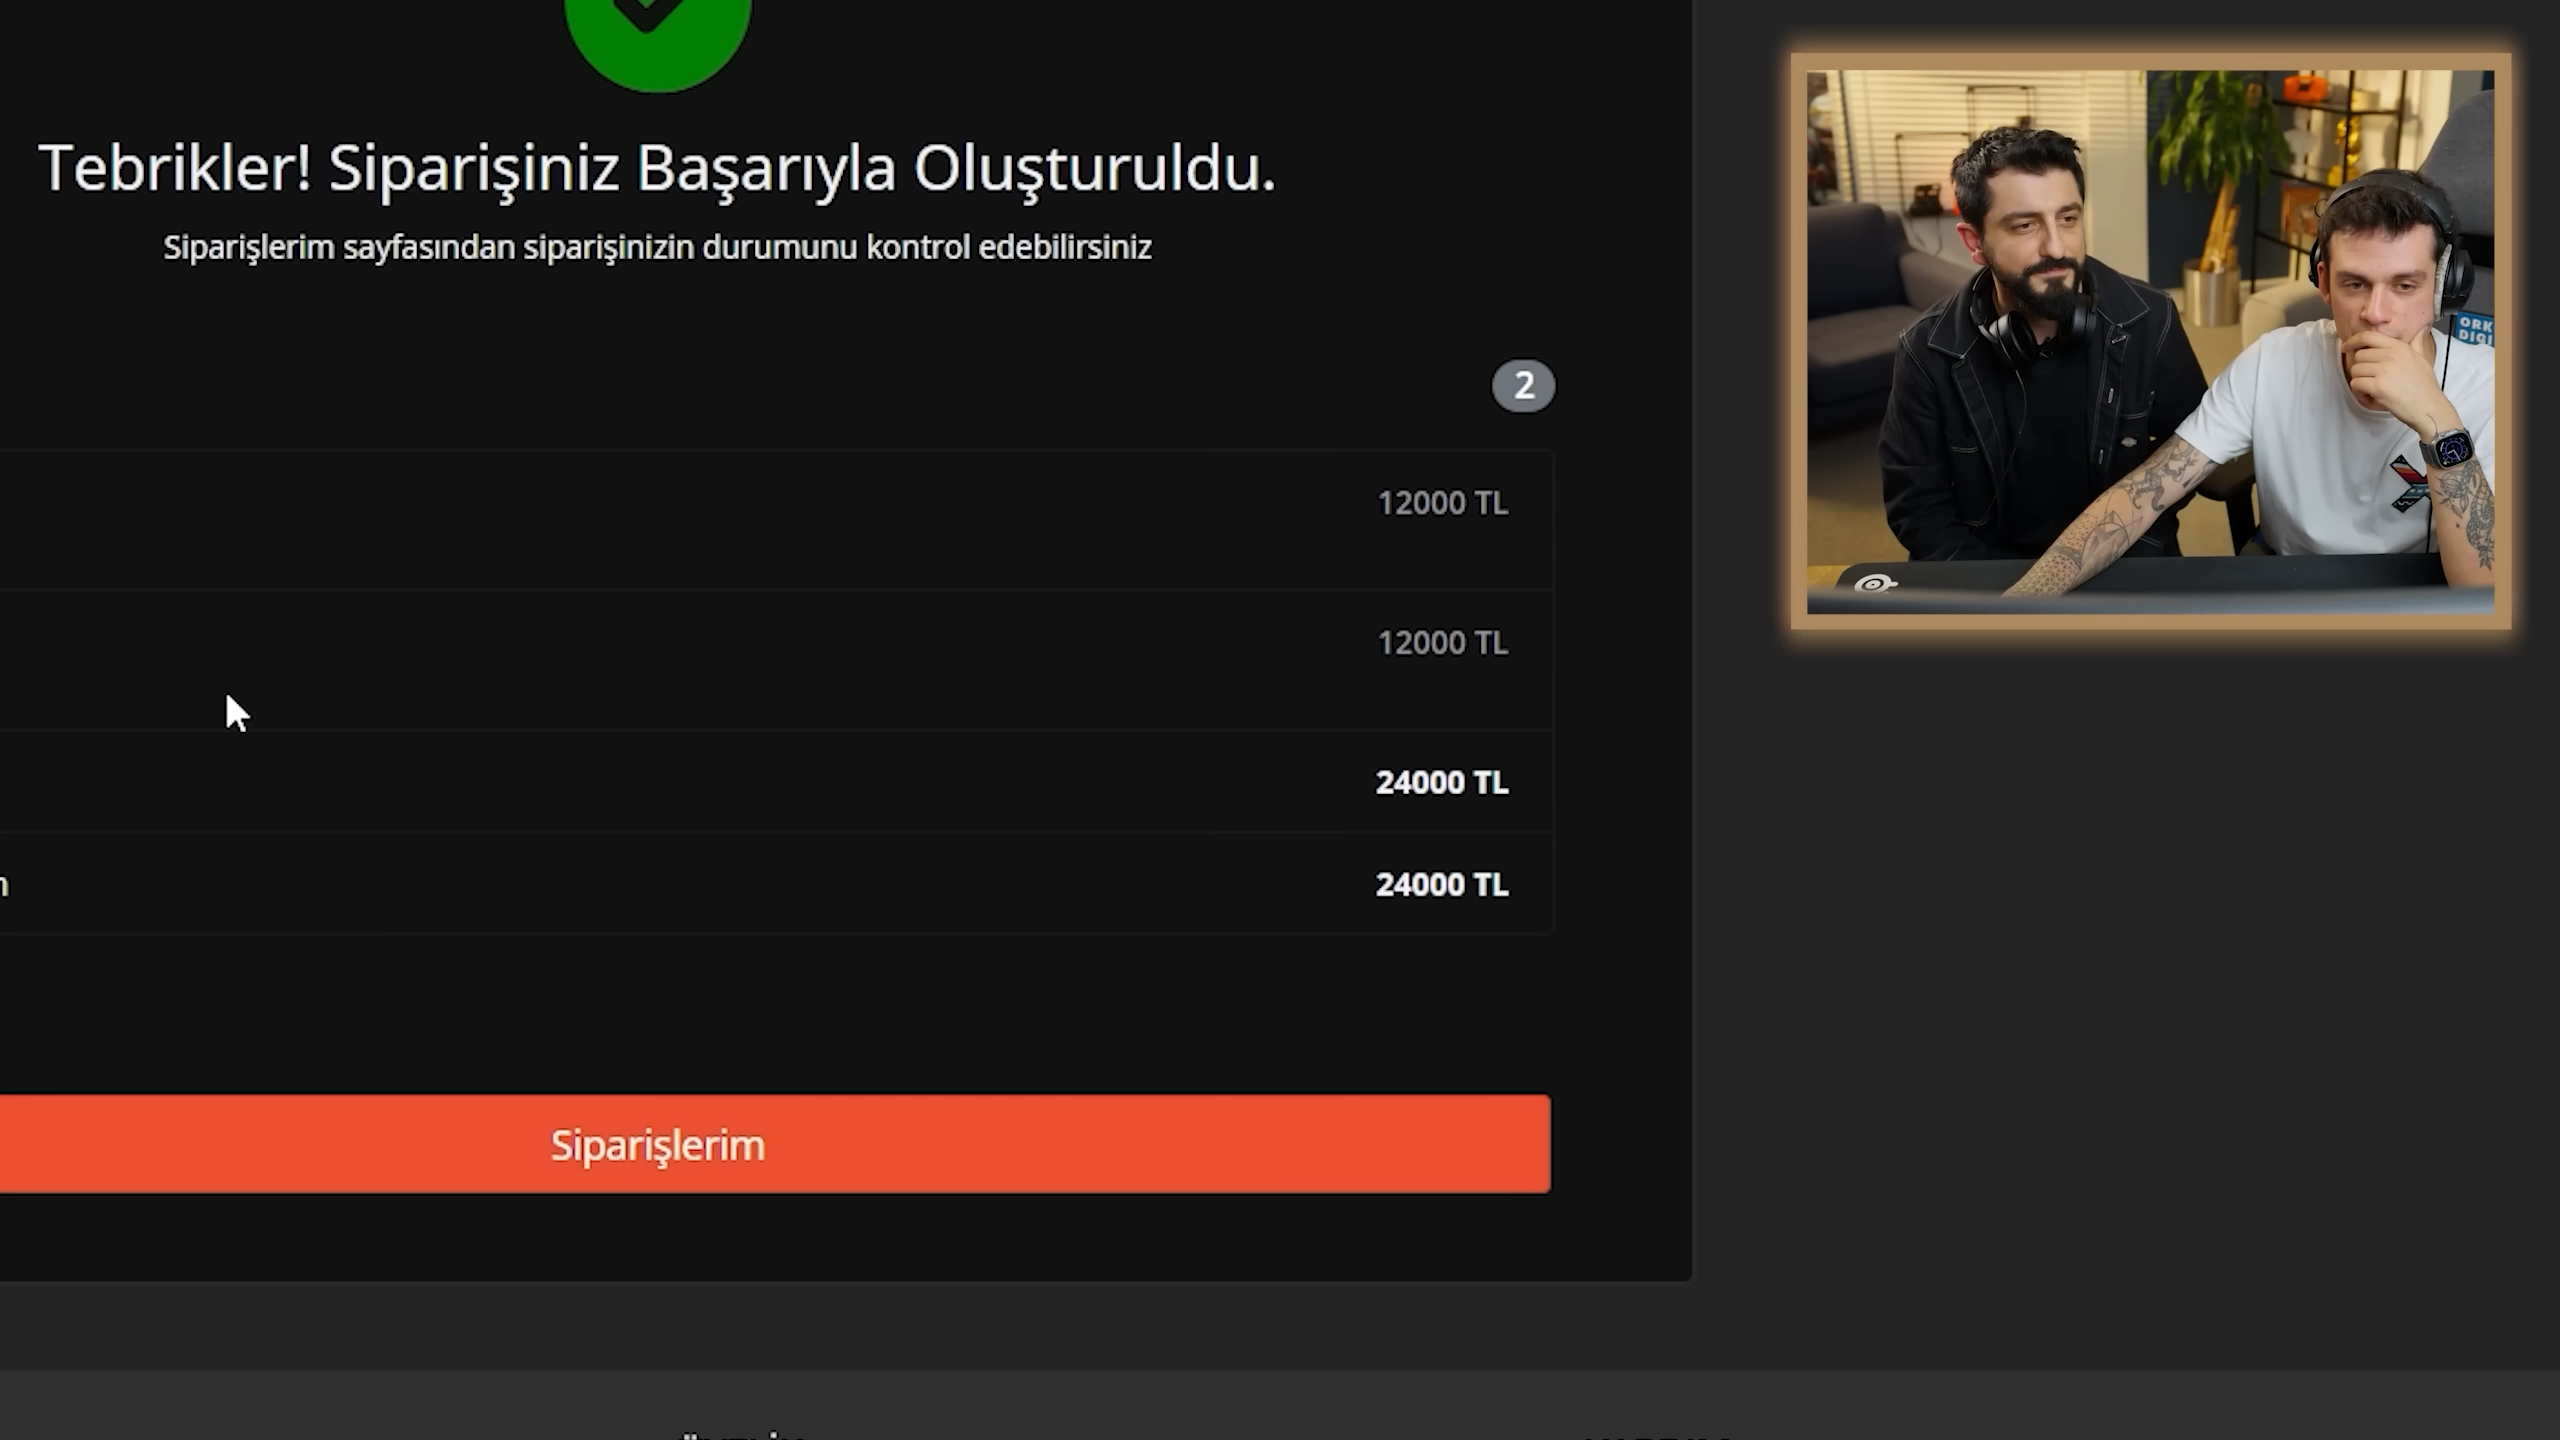 Tebrikler! Siparişiniz Başarıyla Oluşturuldu.
Siparişlerim sayfasından siparişinizin durumunu kontrol edebilirsiniz
2
12000 TL
12000 TL
24000 TL
24000 TL
Siparişlerim